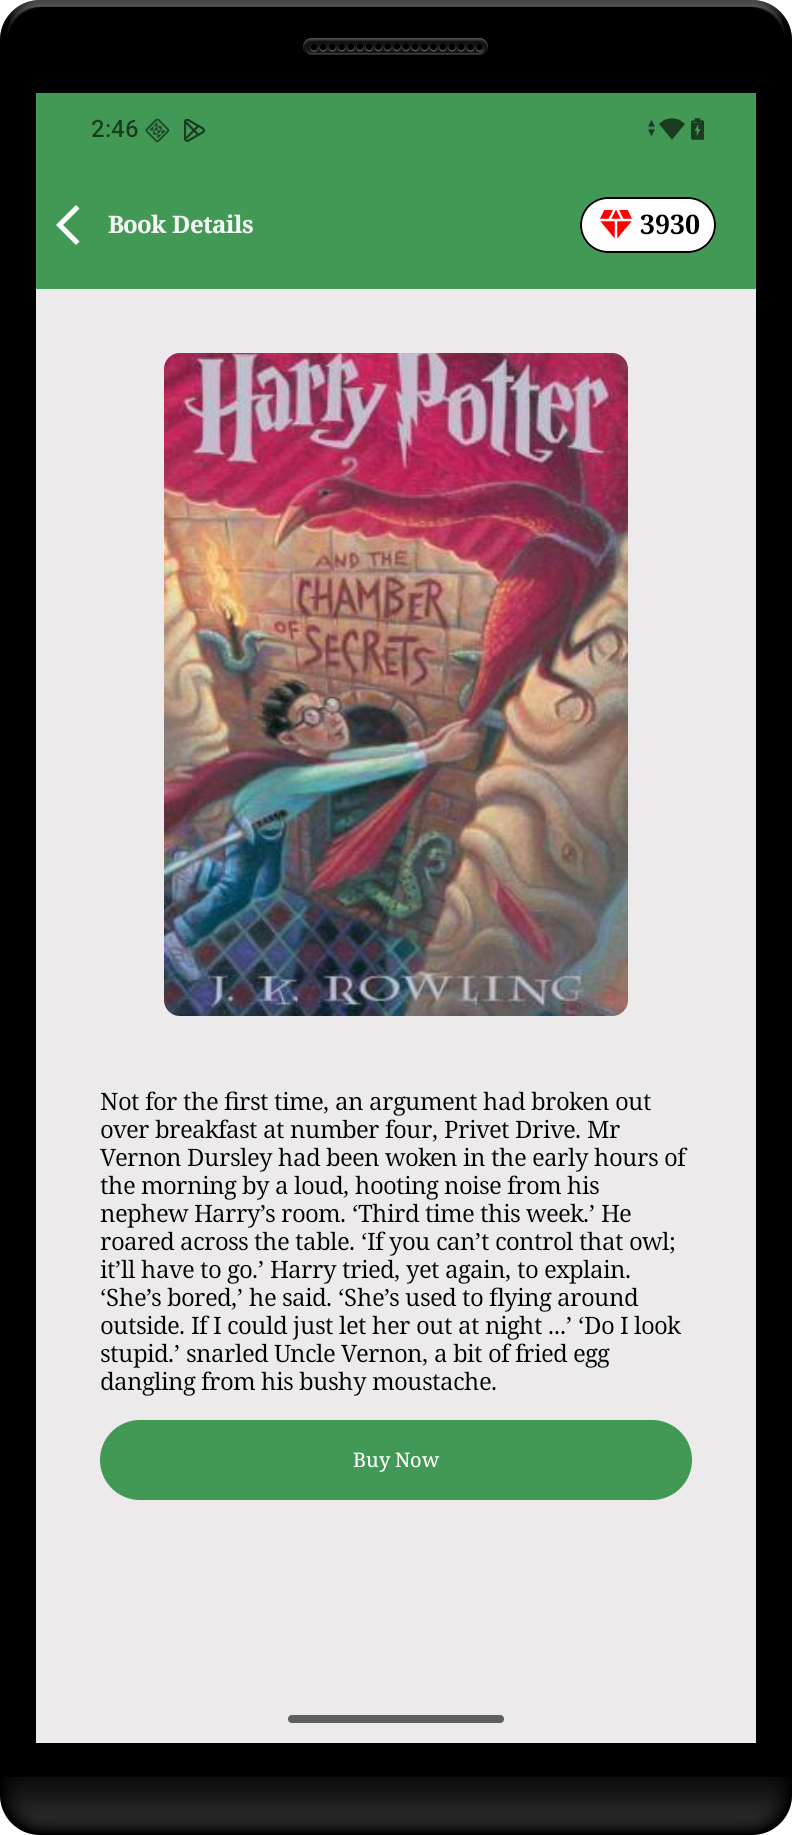 2:46
Book Details
3930
Harry Potter
AND THE
CHAMBER
OF
SECRETS
J. K. ROWLING
Not for the first time, an argument had broken out
over breakfast at number four, Privet Drive. Mr
Vernon Dursley had been woken in the early hours of
the morning by a loud, hooting noise from his
nephew Harry’s room. ‘Third time this week.’ He
roared across the table. ‘If you can’t control that owl;
it’ll have to go.’ Harry tried, yet again, to explain.
‘She’s bored,’ he said. ‘She’s used to flying around
outside. If I could just let her out at night ...’ ‘Do I look
stupid.’ snarled Uncle Vernon, a bit of fried egg
dangling from his bushy moustache.
Buy Now